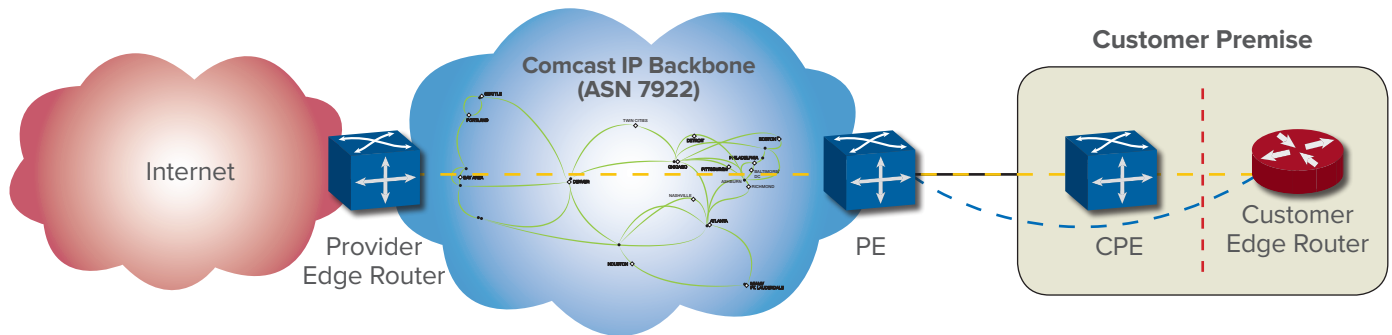 Customer Premise
Comcast IP Backbone
(ASN 7922)
Internet
SEATTLE
PORTLAND
BAY AREA
DENVER
TWIN CITIES
CHICAGO
DETROIT
BOSTON
PHILADELPHIA
PITTSBURGH
BALTIMORE/
DC
ASHBURN
RICHMOND
NASHVILLE
ATLANTA
HOUSTON
MIAMI/
FT. LAUDERDALE
Provider
Edge Router
PE
CPE
Customer
Edge Router